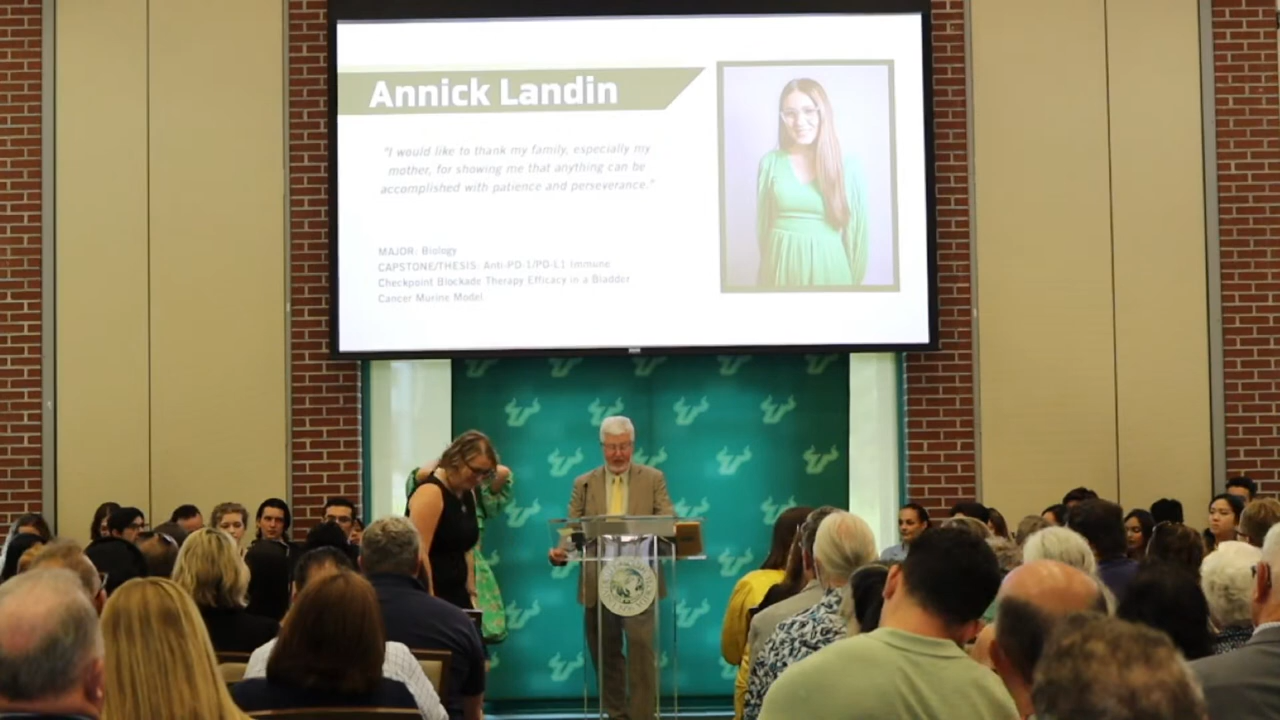 Annick Landin
"I would like to thank my family, especially my
mother, for showing me that anything can be
accomplished with patience and perseverance."
MAJOR: Biology
CAPSTONE/THESIS: Anti-PD-1/PD-L1 Immune
Checkpoint Blockade Therapy Efficacy in a Bladder
Cancer Murine Model